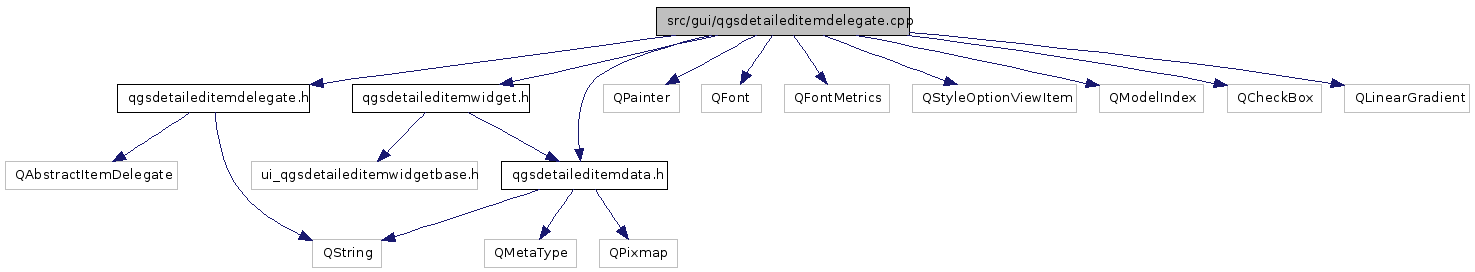 src/gui/qgsdetaileditemdelegate.cpp
qgsdetaileditemdelegate.h
qgsdetaileditemwidget.h
QPainter
QFont
QFontMetrics
QStyleOptionViewItem
QModelIndex
QCheckBox
QLinearGradient
QAbstractItemDelegate
ui_qgsdetaileditemwidgetbase.h
qgsdetaileditemdata.h
QString
QMetaType
QPixmap